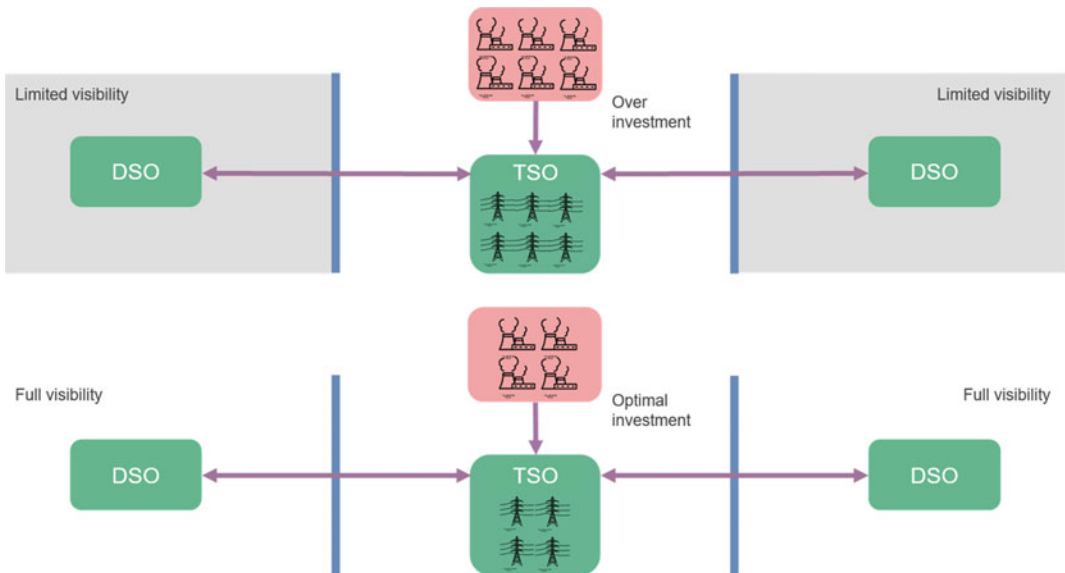 Limited visibility
Over
investment
Limited visibility
DSO
TSO
DSO
Full visibility
Optimal
investment
Full visibility
DSO
TSO
DSO